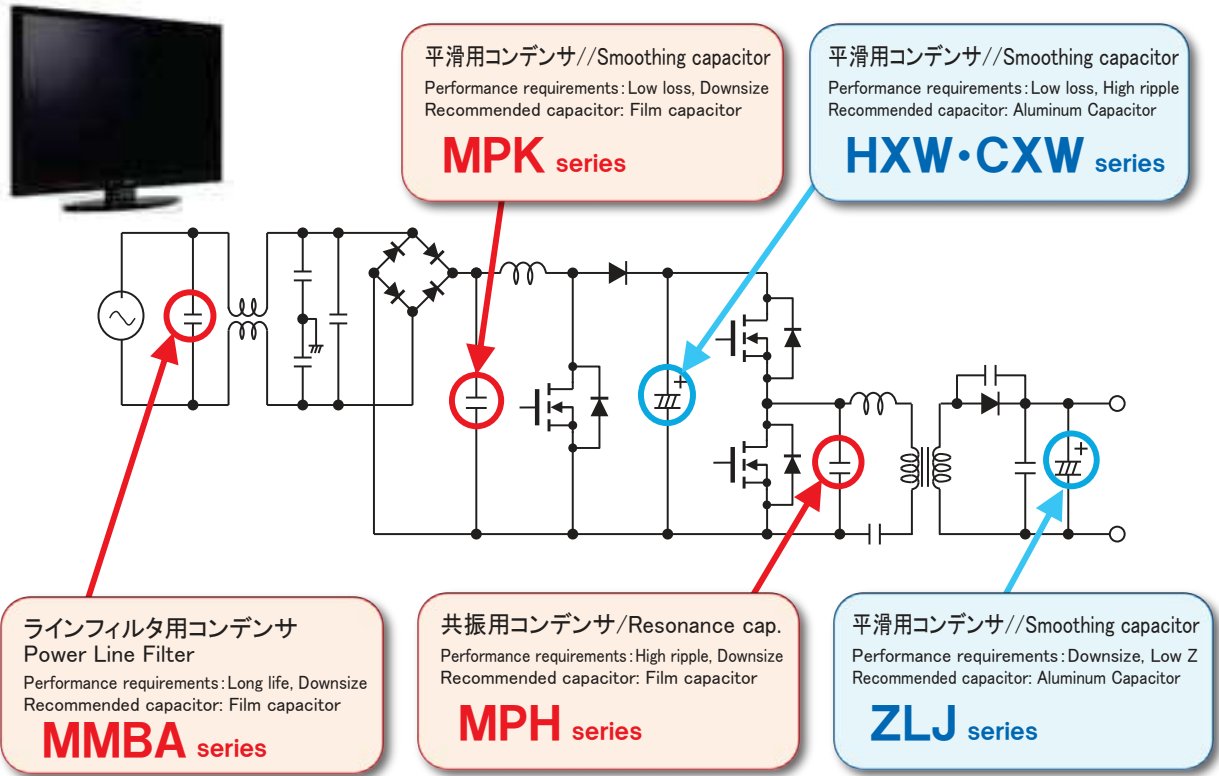 平滑用コンデンサ//Smoothing capacitor
Performance requirements:Low loss, Downsize
Recommended capacitor: Film capacitor
MPK series
平滑用コンデンサ//Smoothing capacitor
Performance requirements:Low loss, High ripple
Recommended capacitor: Aluminum Capacitor
HXW・CXW series
+
+
ラインフィルタ用コンデンサ
Power Line Filter
Performance requirements:Long life, Downsize
Recommended capacitor: Film capacitor
MMBA series
共振用コンデンサ/Resonance cap.
Performance requirements:High ripple, Downsize
Recommended capacitor: Film capacitor
MPH series
平滑用コンデンサ//Smoothing capacitor
Performance requirements:Downsize, Low Z
Recommended capacitor: Aluminum Capacitor
ZLJ series